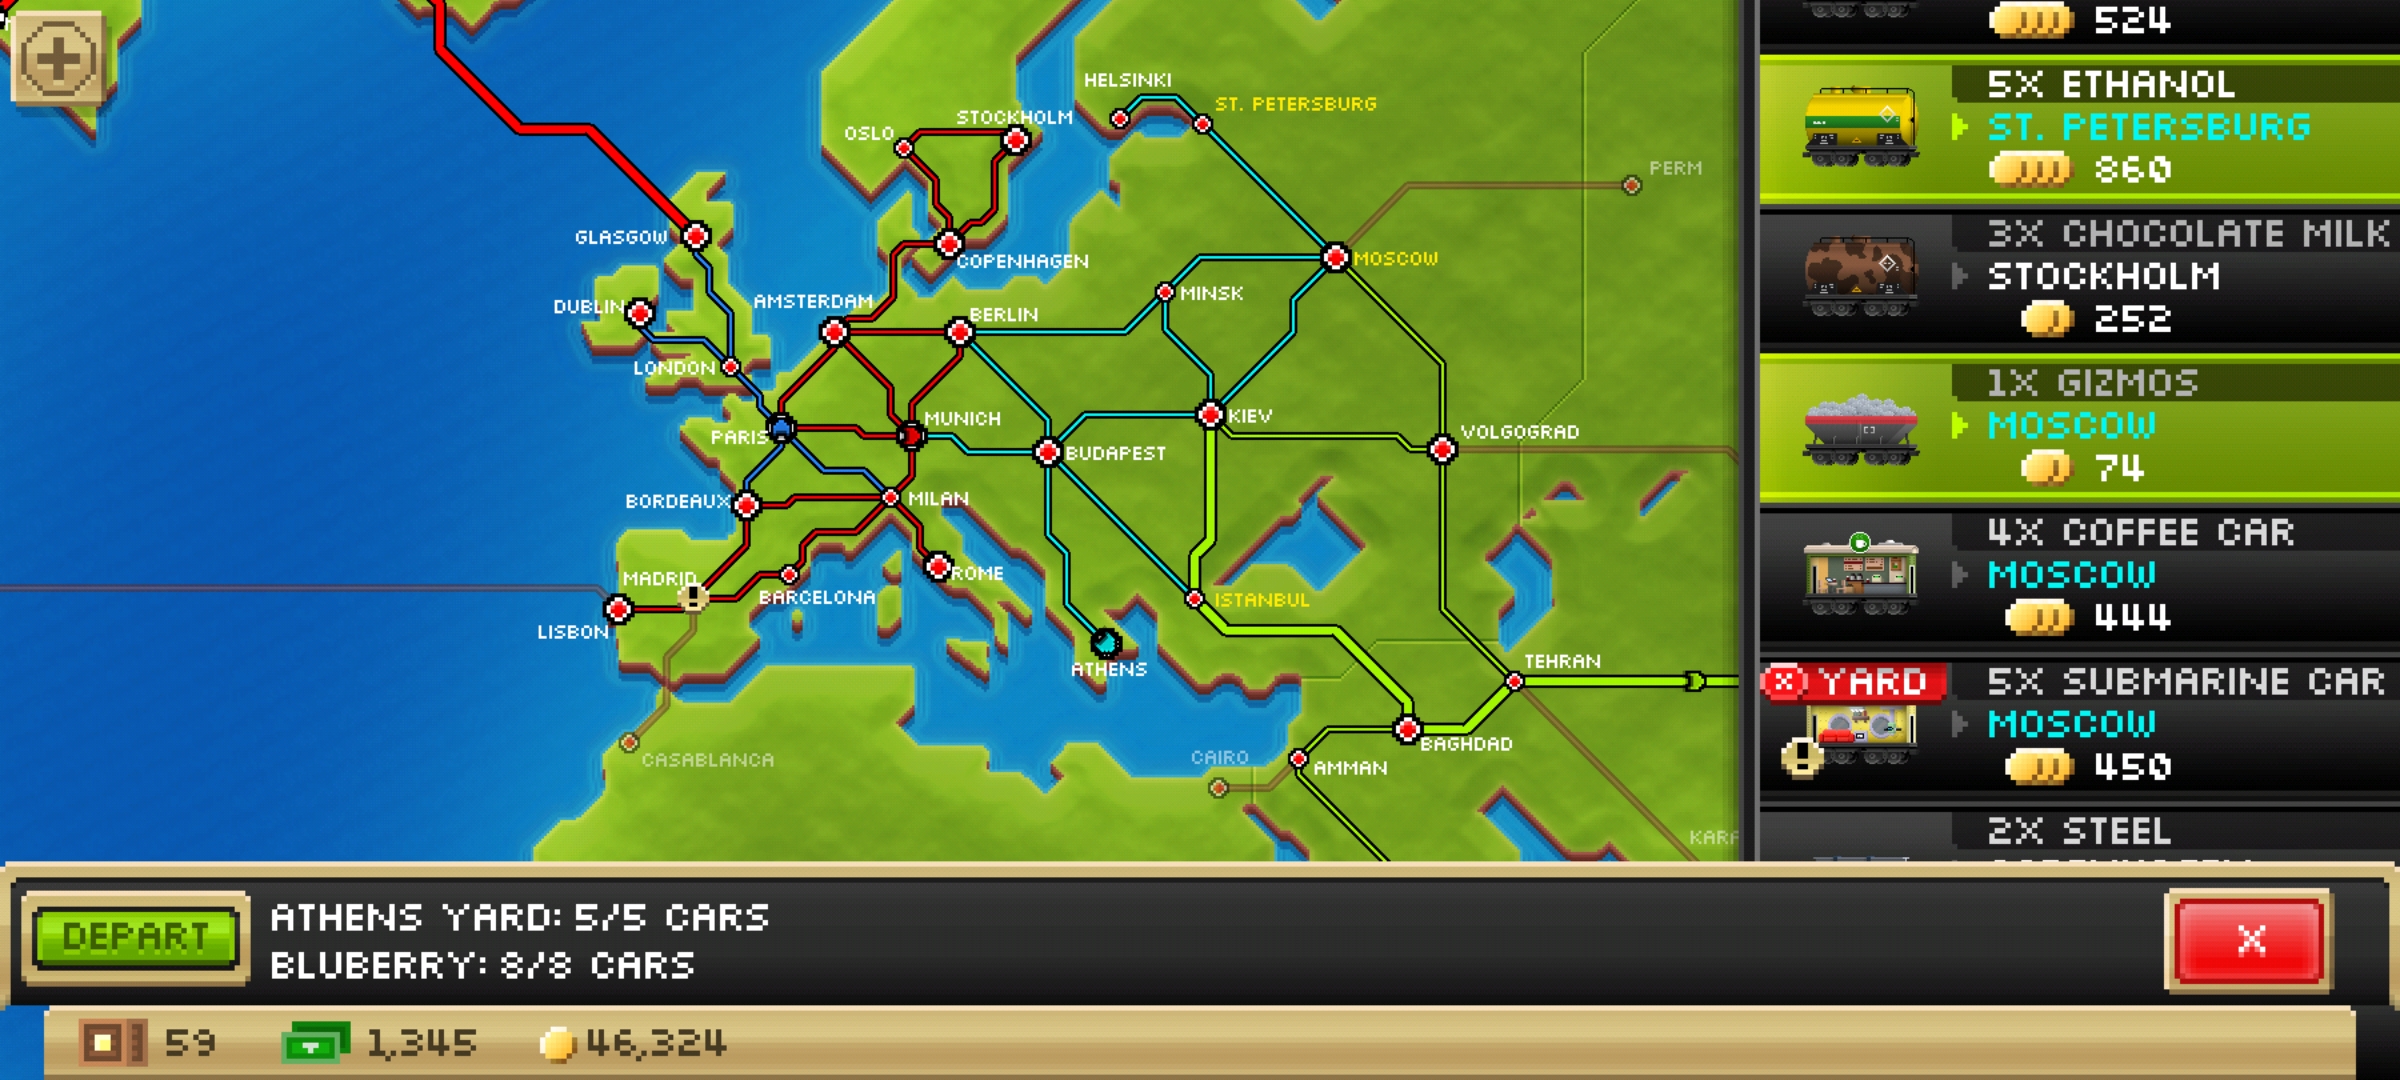 HELSINKI
ST. PETERSBURG
STOCKHOLM
OSLO
PERM
GLASGOW
COPENHAGEN
MOSCOW
DUBLIN
AMSTERDAM
BERLIN
MINSK
LONDON
MUNICH
KIEV
PARIS
BUDAPEST
VOLGOGRAD
BORDEAUX
MILAN
MADRID
ROME
BARCELONA
ISTANBUL
LISBON
ATHENS
TEHRAN
CASABLANCA
CAIRO
AMMAN
BAGHDAD
524
5X ETHANOL
ST. PETERSBURG
860
3X CHOCOLATE MILK
STOCKHOLM
252
1X GIZMOS
MOSCOW
74
4X COFFEE CAR
MOSCOW
444
X YARD
5X SUBMARINE CAR
MOSCOW
450
2X STEEL
DEPART
ATHENS YARD: 5/5 CARS
BLUBERRY: 8/8 CARS
X
59
1,345
46,324